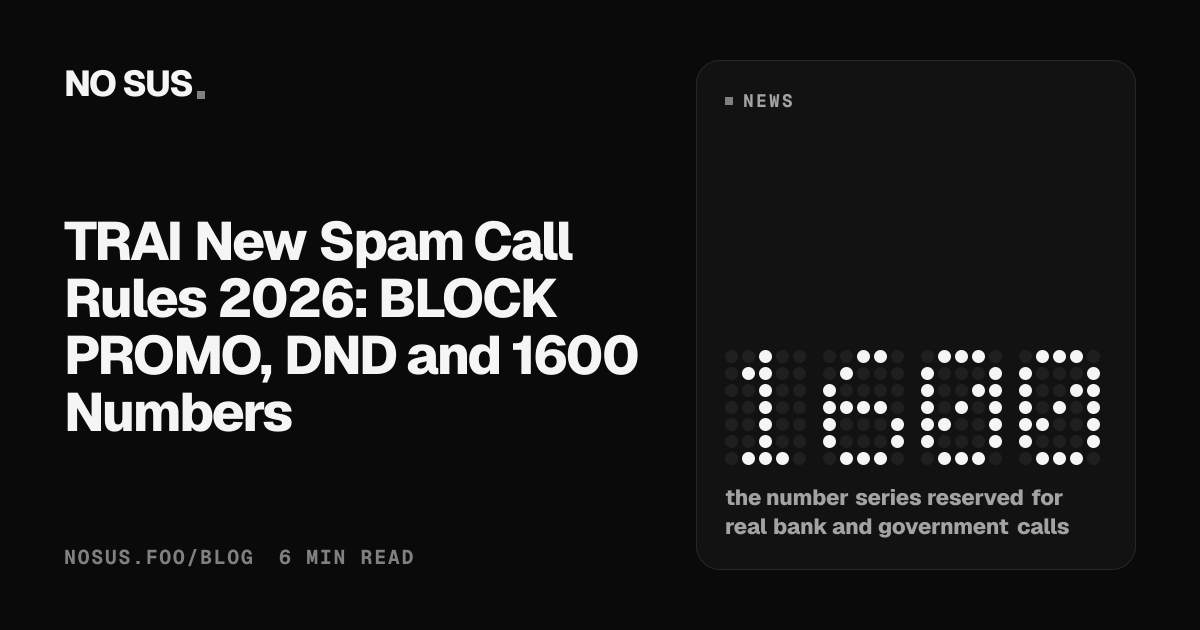 NO SUS.
TRAI New Spam Call
Rules 2026: BLOCK
PROMO, DND and 1600
Numbers
NOSUS.FOO/BLOG 6 MIN READ
NEWS
1600
the number series reserved for
real bank and government calls